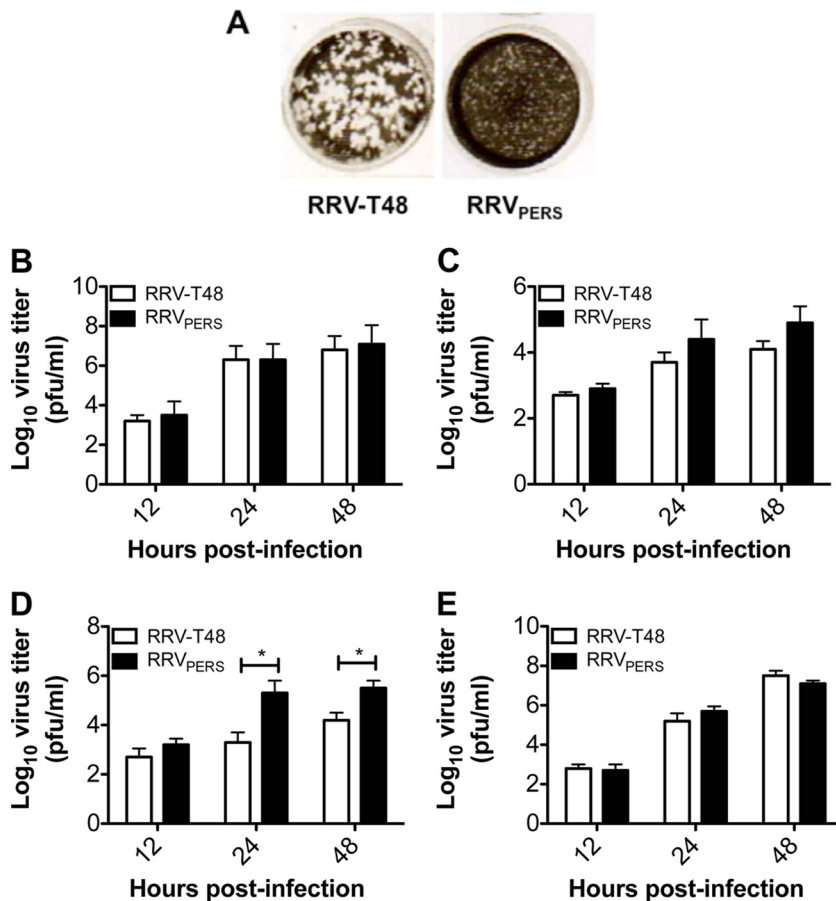 A
RRV-T48 RRVPERS
B
10
8
6
4
2
0
Log10 virus titer
(pfu/ml)
RRV-T48
RRVPERS
12 24 48
Hours post-infection
C
6
4
2
0
Log10 virus titer
(pfu/ml)
RRV-T48
RRVPERS
12 24 48
Hours post-infection
D
8
6
4
2
0
Log10 virus titer
(pfu/ml)
RRV-T48
RRVPERS
* *
12 24 48
Hours post-infection
E
10
8
6
4
2
0
Log10 virus titer
(pfu/ml)
RRV-T48
RRVPERS
12 24 48
Hours post-infection